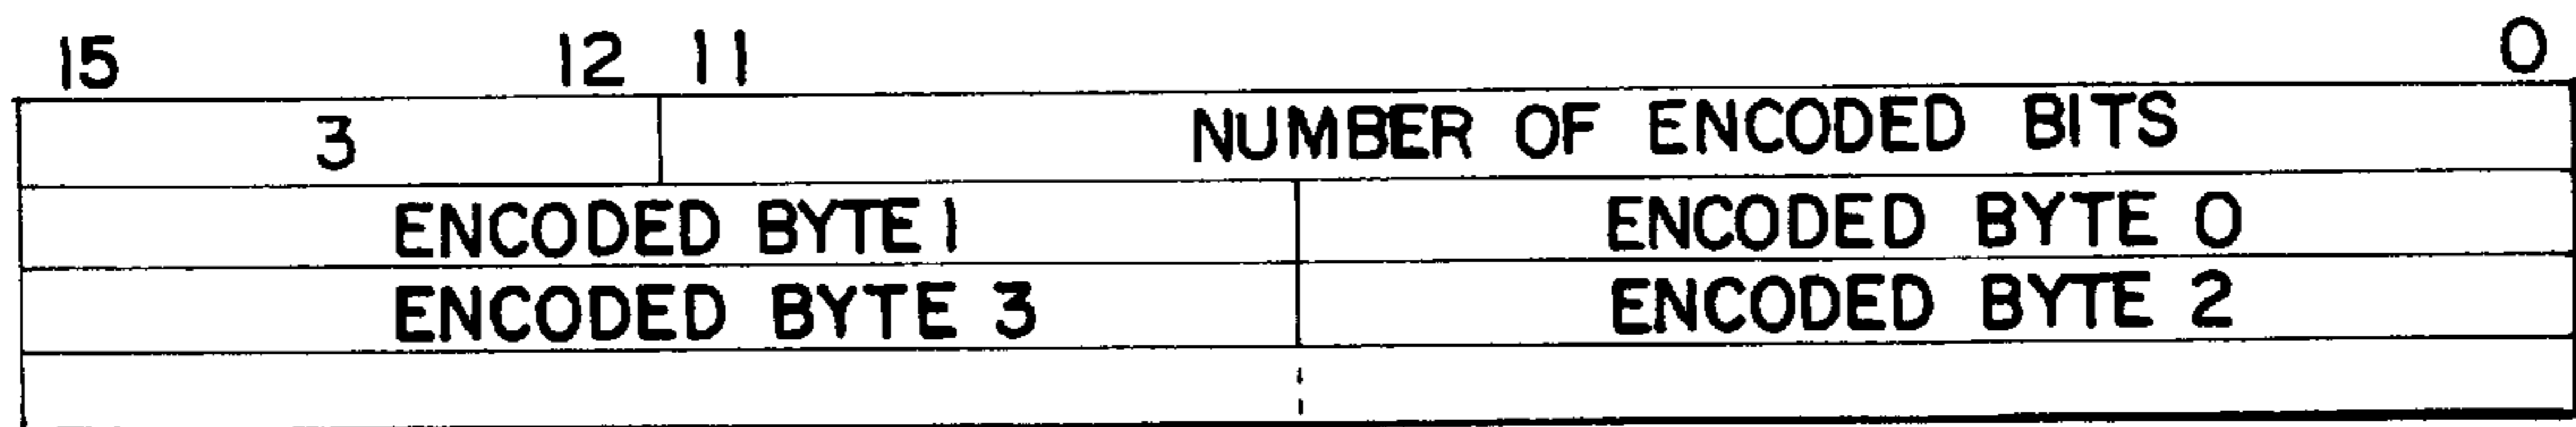 15 12 11 0
3 NUMBER OF ENCODED BITS
ENCODED BYTE 1 ENCODED BYTE 0
ENCODED BYTE 3 ENCODED BYTE 2